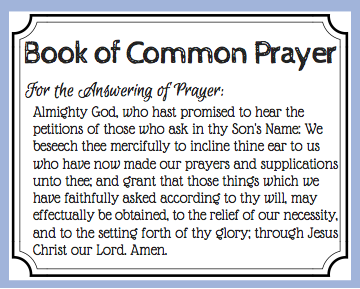 Book of Common Prayer
For the Answering of Prayer:
Almighty God, who hast promised to hear the
petitions of those who ask in thy Son's Name: We
beseech thee mercifully to incline thine ear to us
who have now made our prayers and supplications
unto thee; and grant that those things which we
have faithfully asked according to thy will, may
effectually be obtained, to the relief of our necessity,
and to the setting forth of thy glory; through Jesus
Christ our Lord. Amen.